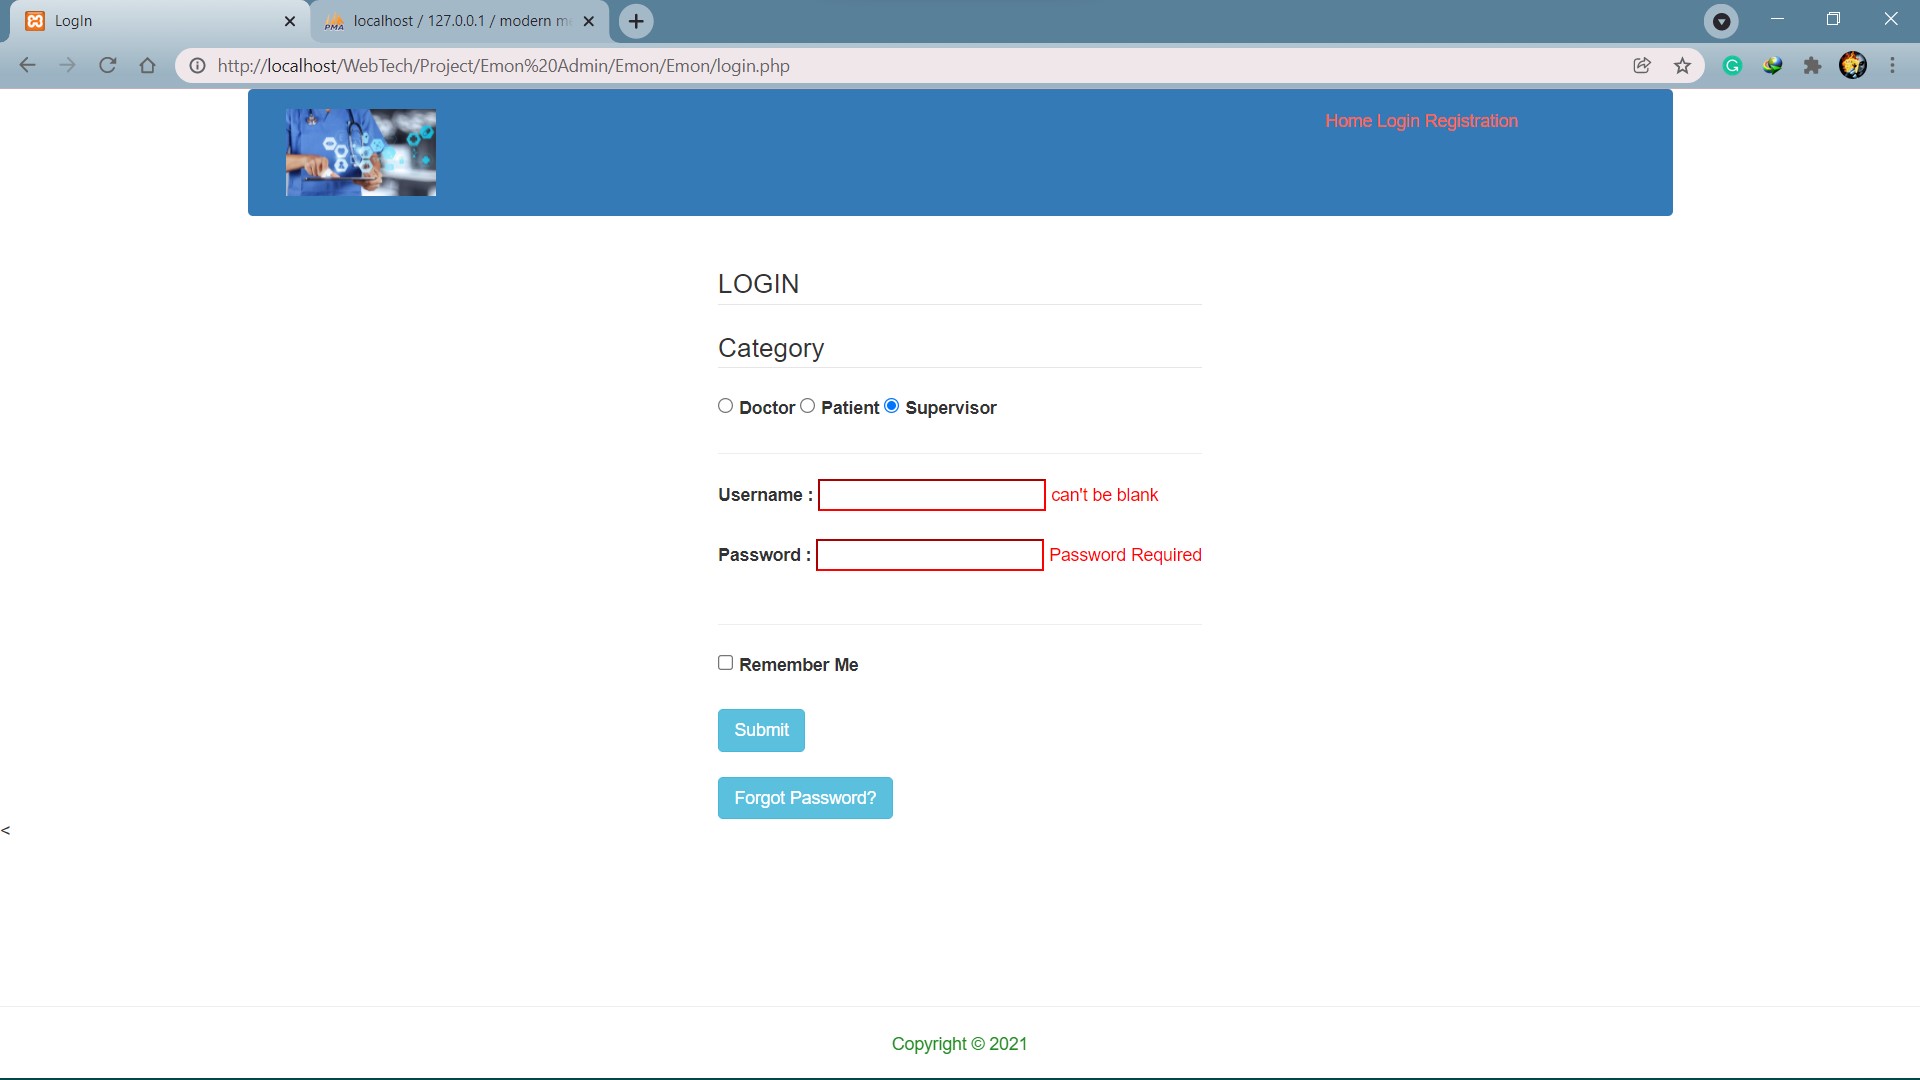 LogIn
localhost / 127.0.0.1 / modern m
http://localhost/WebTech/Project/Emon%20Admin/Emon/Emon/login.php
Home Login Registration
LOGIN
Category
Doctor Patient Supervisor
Username : can't be blank
Password : Password Required
Remember Me
Submit
Forgot Password?
<
Copyright © 2021